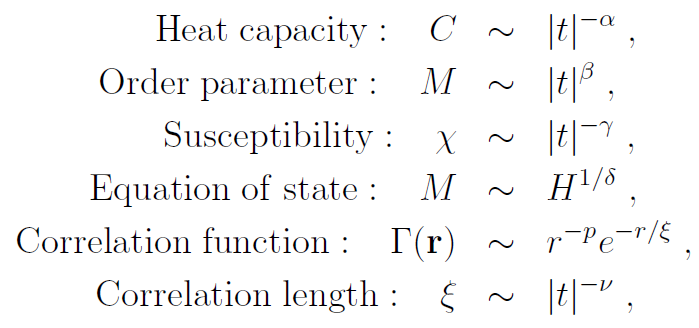 Heat capacity : C ∼ |t|^{−α} ,
Order parameter : M ∼ |t|^{β} ,
Susceptibility : χ ∼ |t|^{−γ} ,
Equation of state : M ∼ H^{1/δ} ,
Correlation function : Γ(𝐫) ∼ r^{−p}e^{−r/ξ} ,
Correlation length : ξ ∼ |t|^{−ν} ,